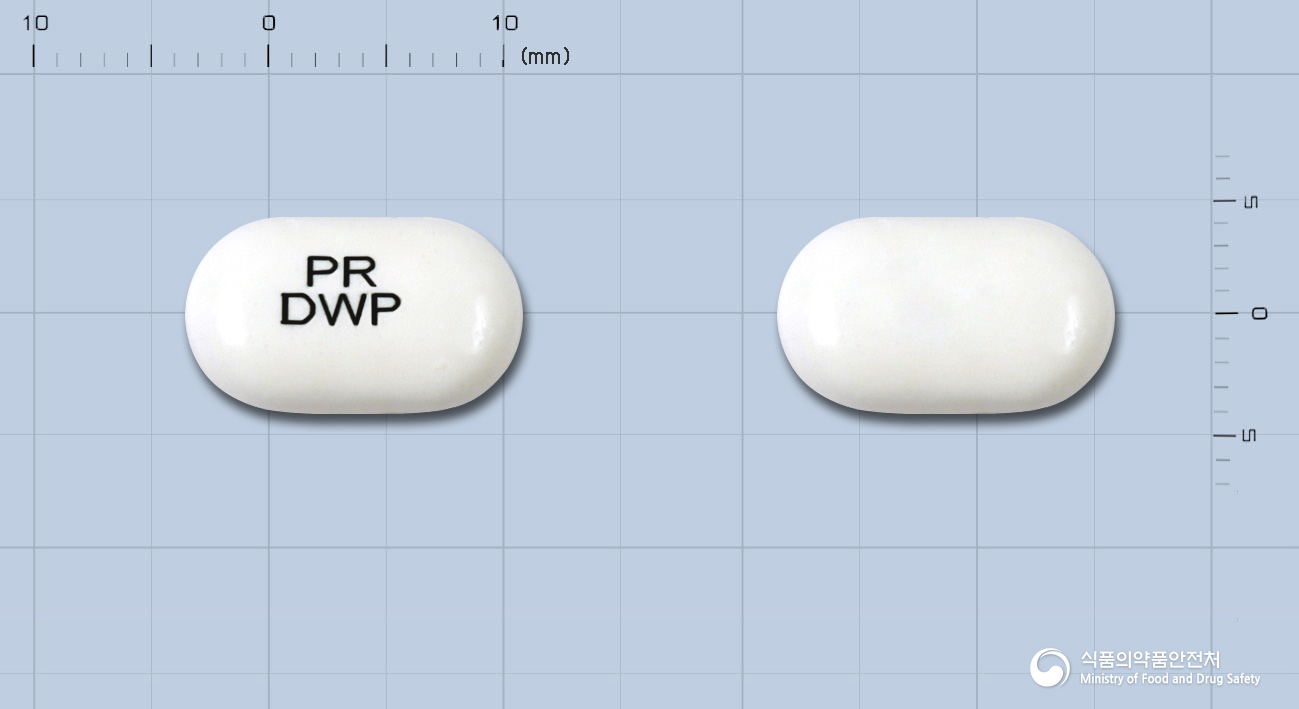 10 0 10
(mm)
PR
DWP
5
0
5
식품의약품안전처
Ministry of Food and Drug Safety